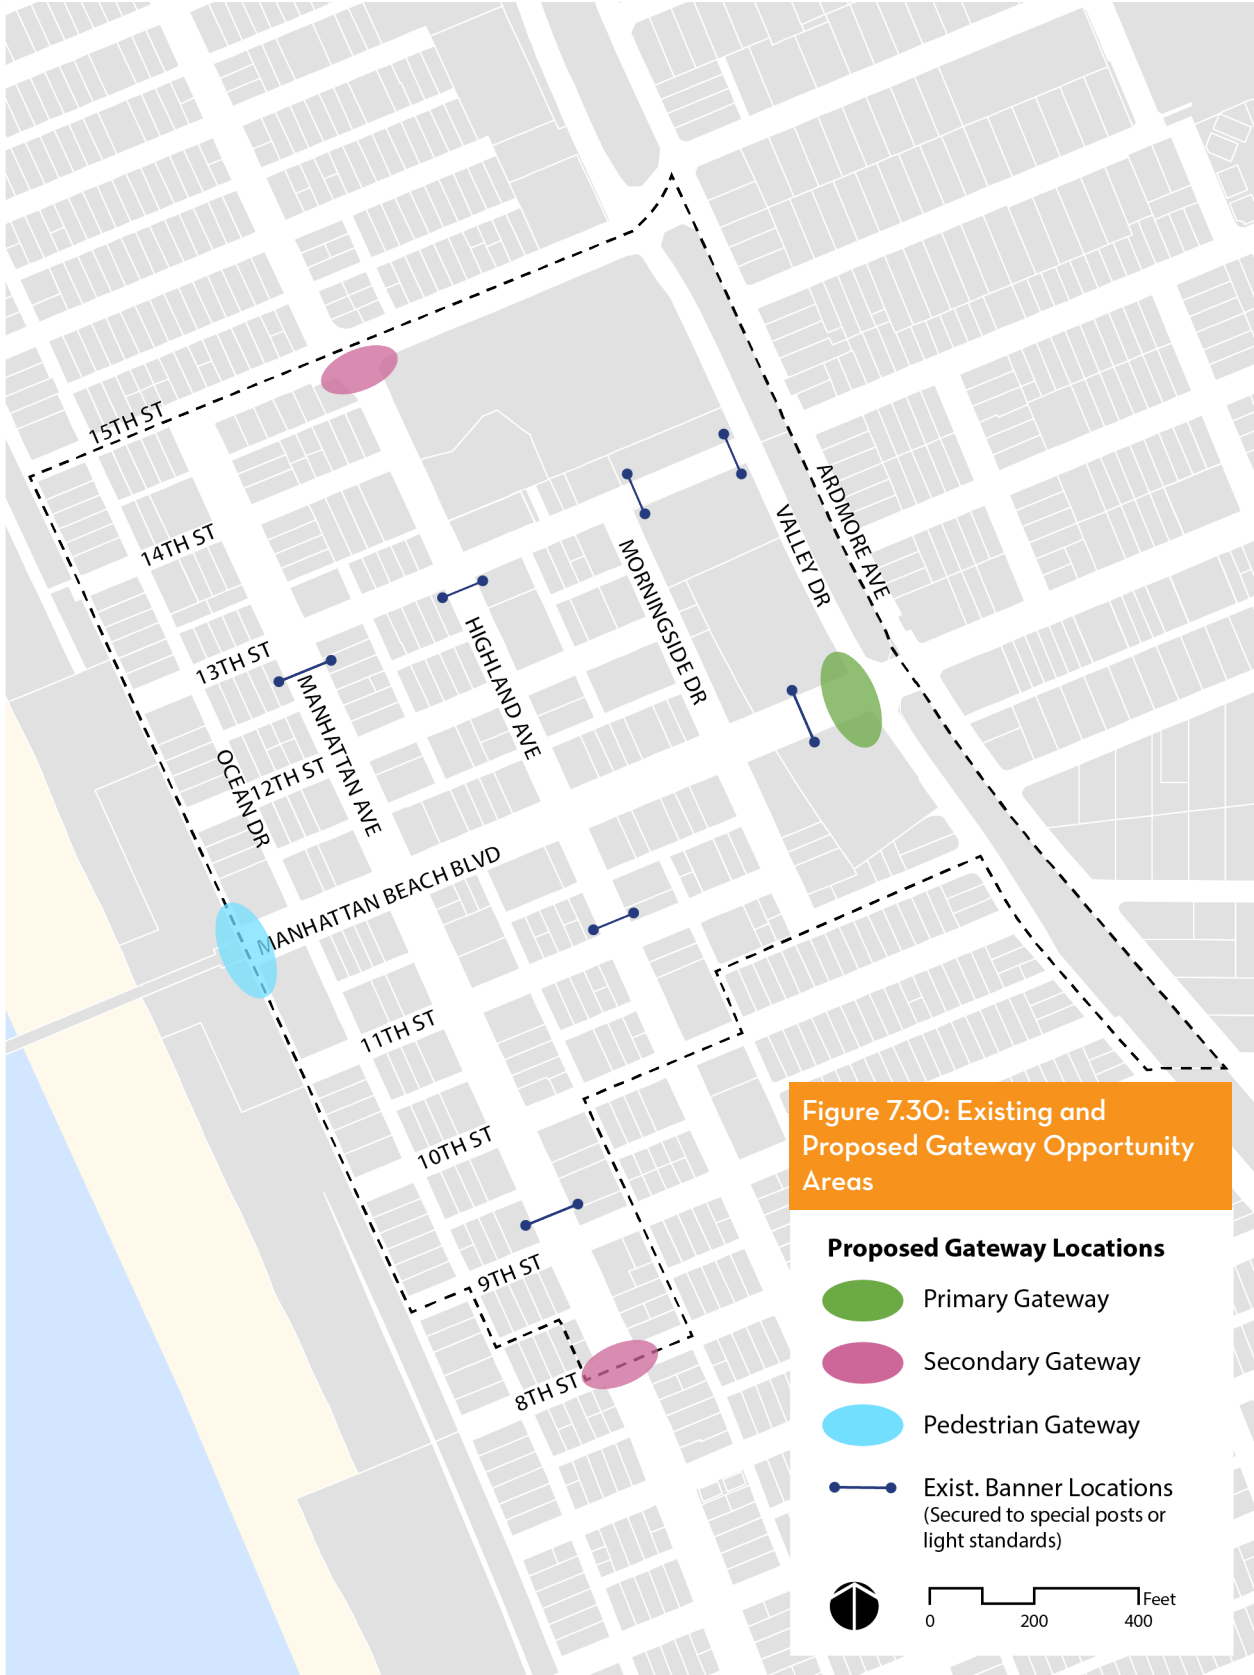 15TH ST
14TH ST
13TH ST
12TH ST
OCEAN DR
MANHATTAN AVE
HIGHLAND AVE
MORNINGSIDE DR
VALLEY DR
ARDMORE AVE
MANHATTAN BEACH BLVD
11TH ST
10TH ST
9TH ST
8TH ST
Figure 7.30: Existing and
Proposed Gateway Opportunity
Areas
Proposed Gateway Locations
Primary Gateway
Secondary Gateway
Pedestrian Gateway
Exist. Banner Locations
(Secured to special posts or
light standards)
Feet
0 200 400